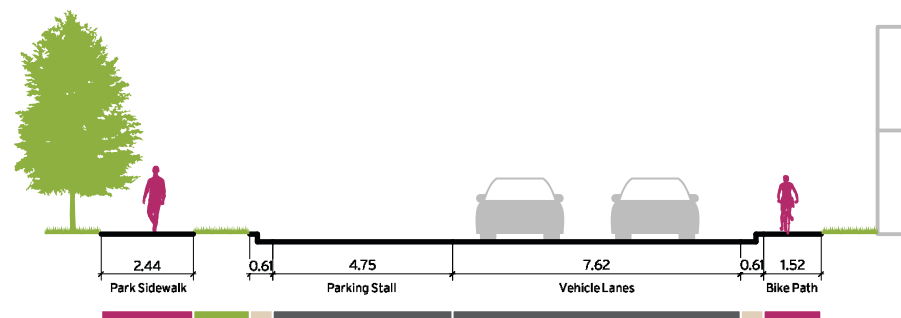 2.44 0.61 4.75 7.62 0.61 1.52
Park Sidewalk Parking Stall Vehicle Lanes Bike Path